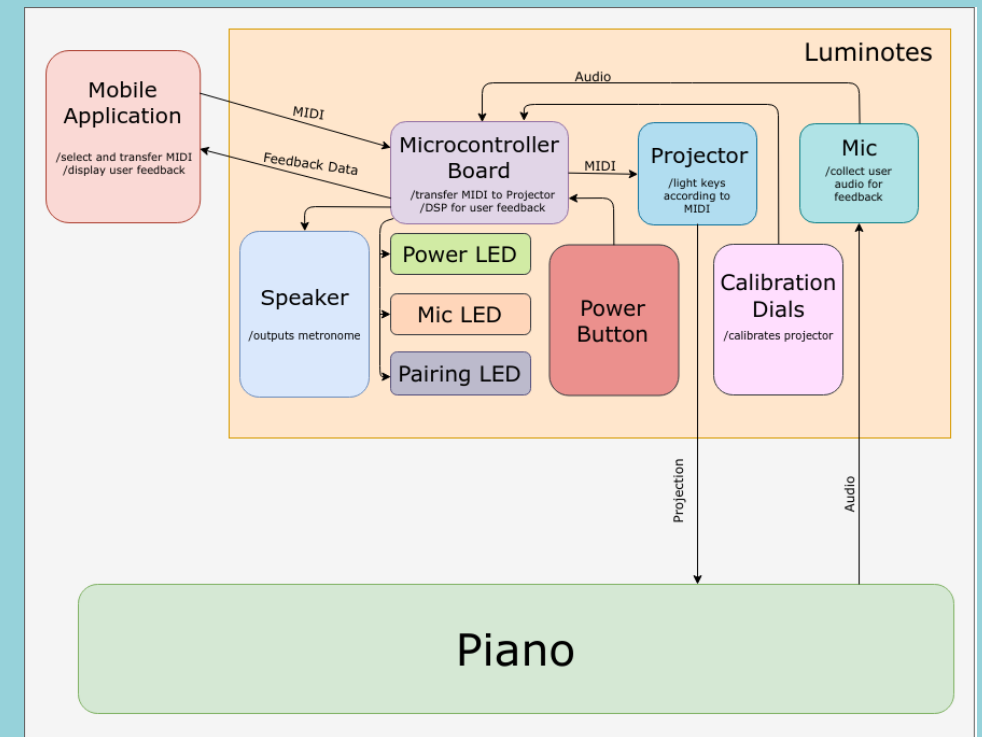 Luminotes
Mobile
Application
/select and transfer MIDI
/display user feedback
MIDI
Feedback Data
Audio
Microcontroller
Board
/transfer MIDI to Projector
/DSP for user feedback
MIDI
Projector
/light keys
according to
MIDI
Mic
/collect user
audio for
feedback
Speaker
/outputs metronome
Power LED
Mic LED
Pairing LED
Power
Button
Calibration
Dials
/calibrates projector
Projection
Audio
Piano